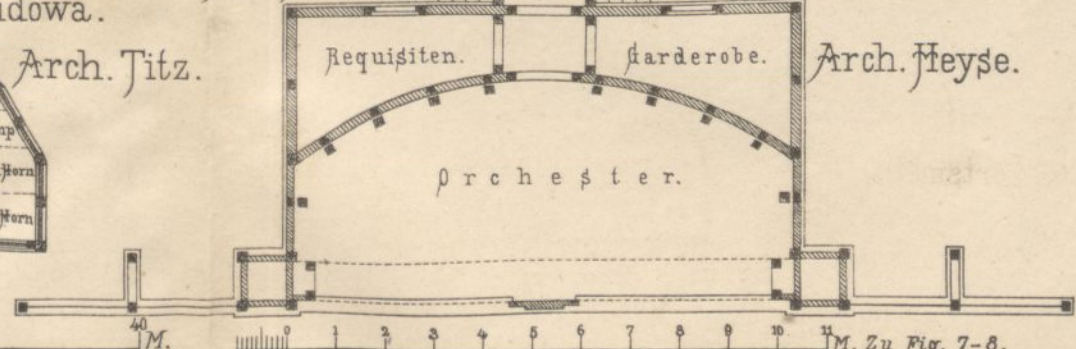 Arch. Titz.
Requisiten.
Garderobe.
Arch. Heyse.
Horn
Horn
Orchester.
40
M.
0 1 2 3 4 5 6 7 8 9 10 11
M. Zu Fig. 7-8.